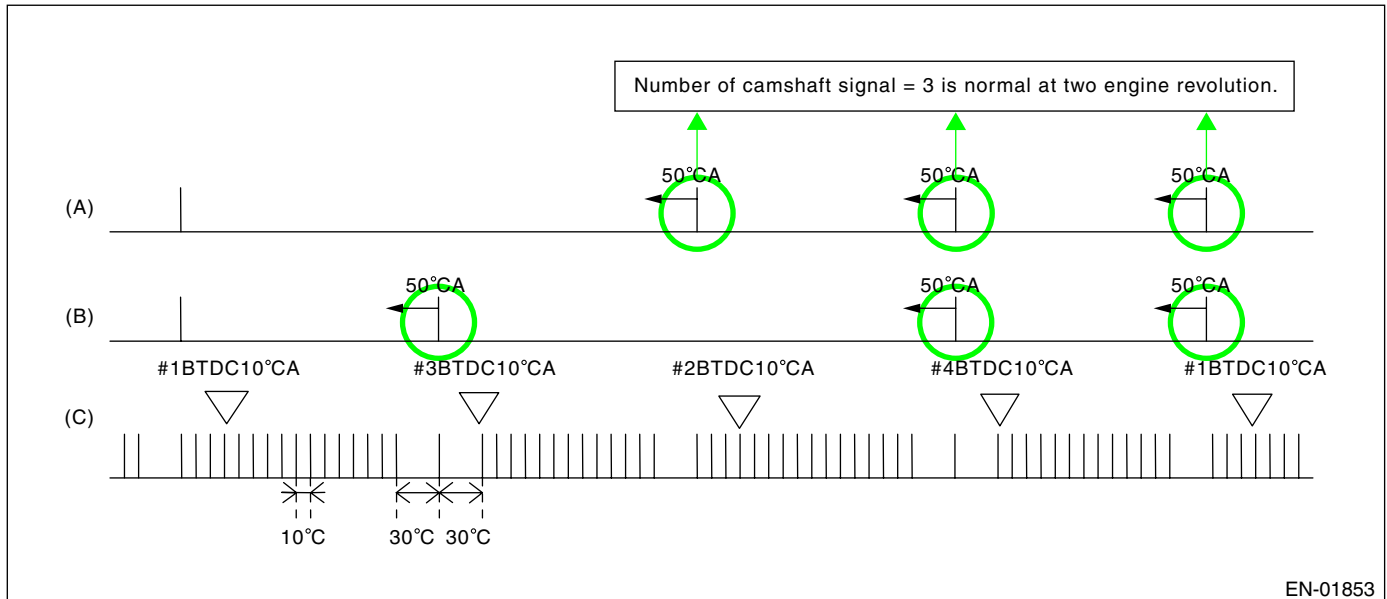 Number of camshaft signal = 3 is normal at two engine revolution.
50°CA 50°CA 50°CA
(A)
50°CA 50°CA 50°CA
(B)
#1BTDC10°CA #3BTDC10°CA #2BTDC10°CA #4BTDC10°CA #1BTDC10°CA
(C)
10°C 30°C 30°C
EN-01853